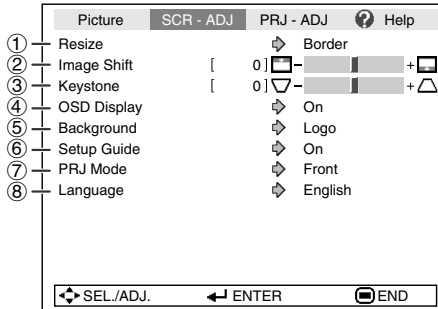 Picture SCR - ADJ PRJ - ADJ ? Help
① Resize Border
② Image Shift [ 0 ] − +
③ Keystone [ 0 ] − +
④ OSD Display On
⑤ Background Logo
⑥ Setup Guide On
⑦ PRJ Mode Front
⑧ Language English
SEL./ADJ. ENTER END